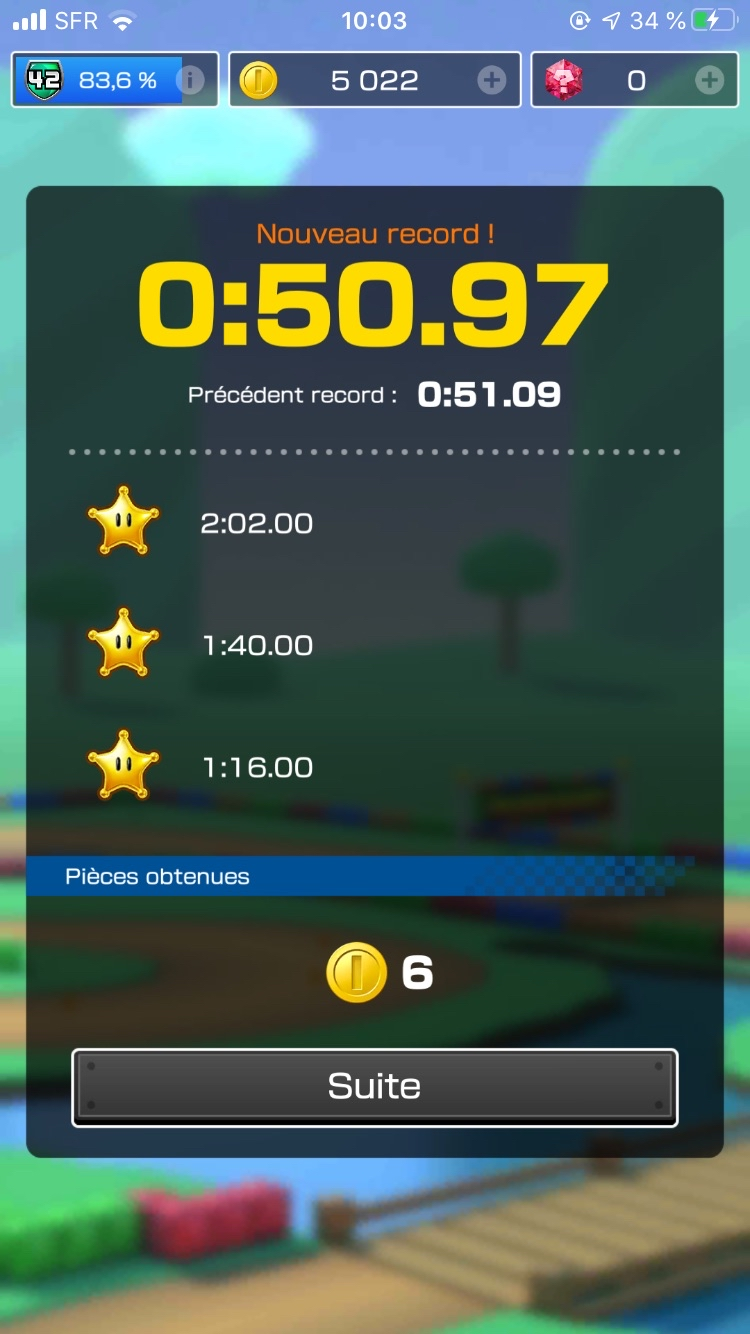 SFR 10:03 34 %
42 83,6 % i 5 022 + ? 0 +
Nouveau record !
0:50.97
Précédent record : 0:51.09
2:02.00
1:40.00
1:16.00
Pièces obtenues
6
Suite